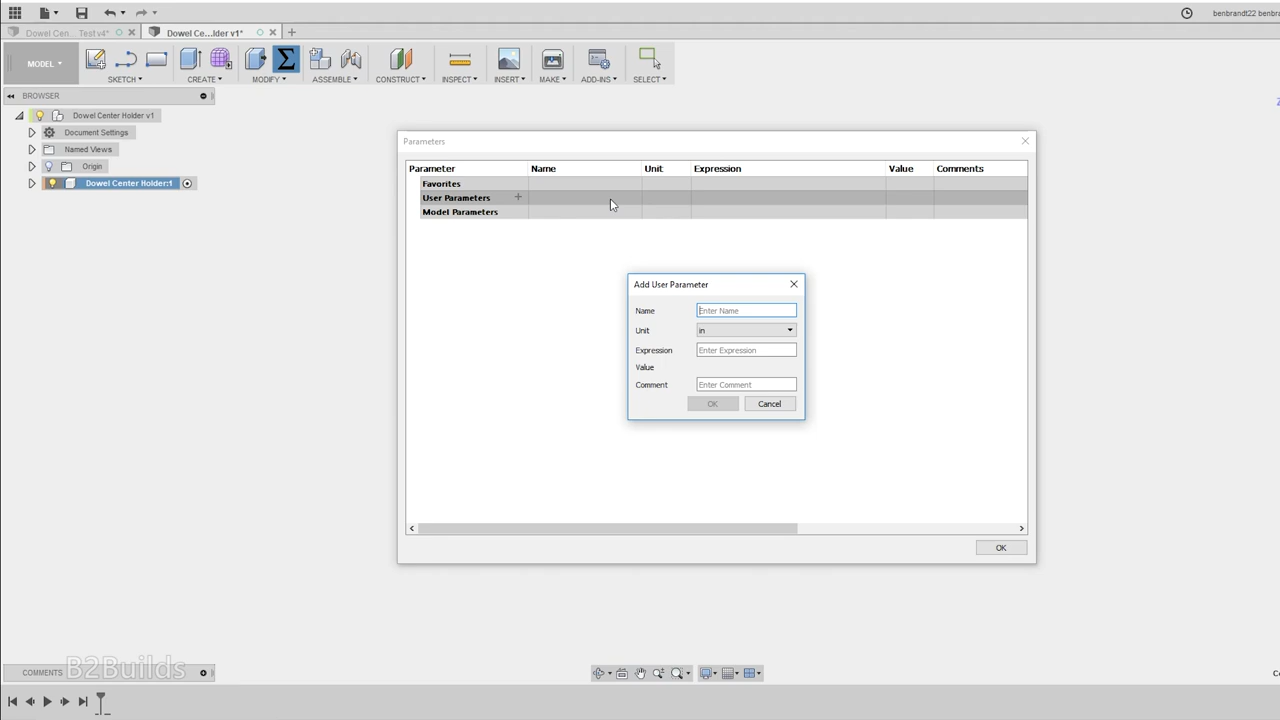 benbrandt22 benbr
Dowel Cen... Test v4*
Dowel Ce...lder v1*
MODEL
SKETCH
CREATE
MODIFY
ASSEMBLE
CONSTRUCT
INSPECT
INSERT
MAKE
ADD-INS
SELECT
BROWSER
Dowel Center Holder v1
Document Settings
Named Views
Origin
Dowel Center Holder:1
Parameters
Parameter Name Unit Expression Value Comments
Favorites
User Parameters
Model Parameters
Add User Parameter
Name Enter Name
Unit in
Expression Enter Expression
Value
Comment Enter Comment
OK Cancel
OK
COMMENTS
B2Builds